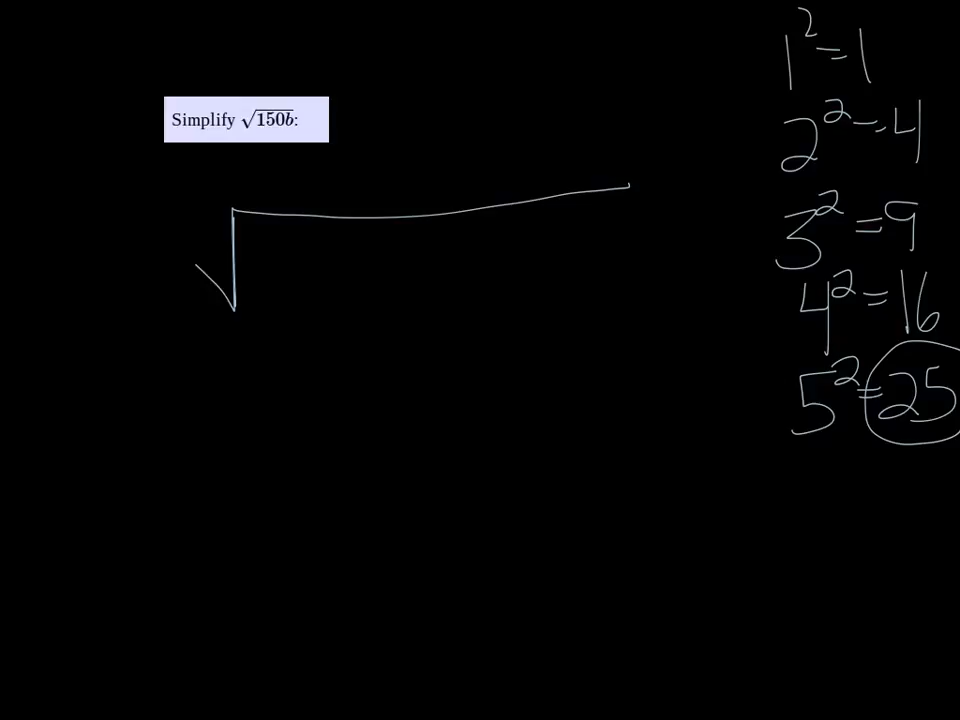 Simplify √150b:
1² = 1
2² = 4
3² = 9
4² = 16
5² = 25